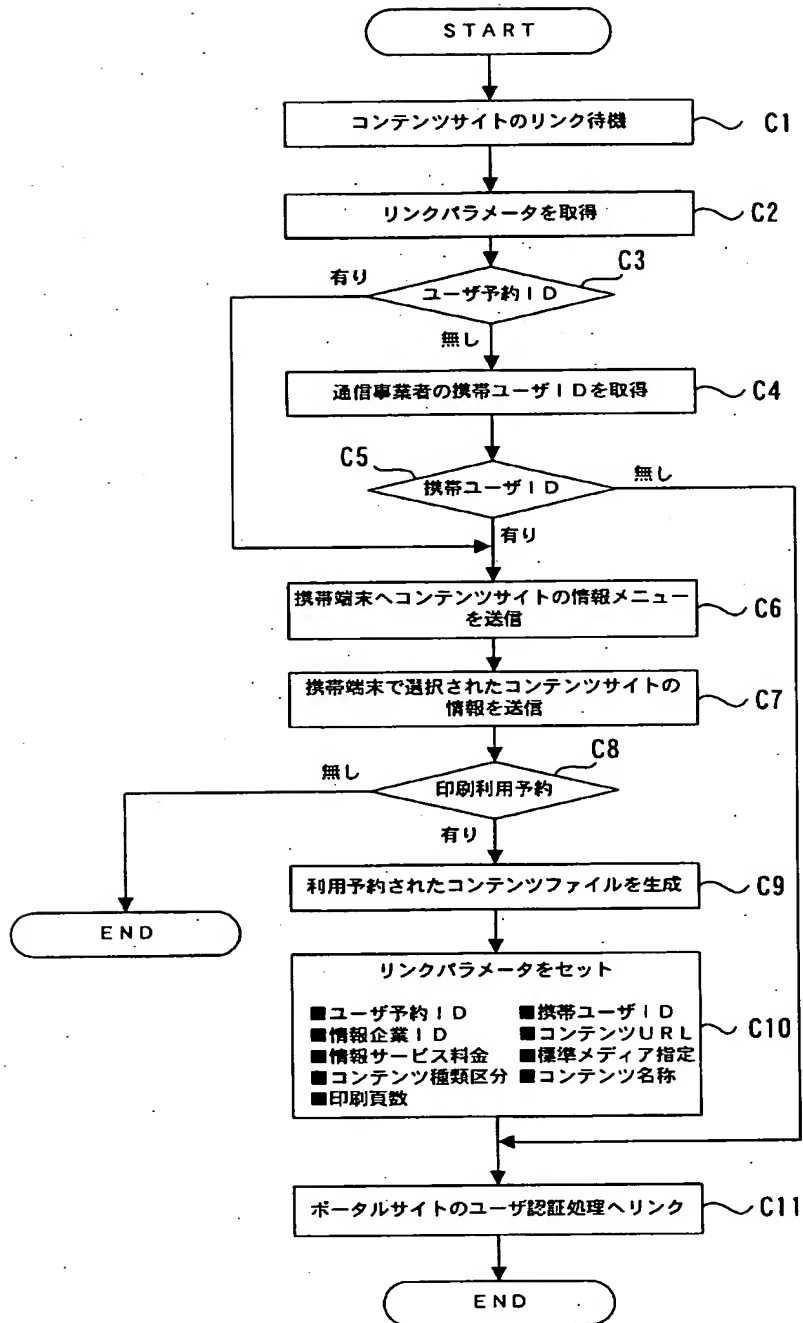 START
コンテンツサイトのリンク待機
C1
リンクパラメータを取得
C2
C3
有り
ユーザ予約ID
無し
通信事業者の携帯ユーザIDを取得
C4
C5
無し
携帯ユーザID
有り
携帯端末へコンテンツサイトの情報メニュー
を送信
C6
携帯端末で選択されたコンテンツサイトの
情報を送信
C7
C8
無し
印刷利用予約
有り
利用予約されたコンテンツファイルを生成
C9
END
リンクパラメータをセット
■ユーザ予約ID ■携帯ユーザID
■情報企業ID ■コンテンツURL
■情報サービス料金 ■標準メディア指定
■コンテンツ種類区分 ■コンテンツ名称
■印刷頁数
C10
ポータルサイトのユーザ認証処理へリンク
C11
END